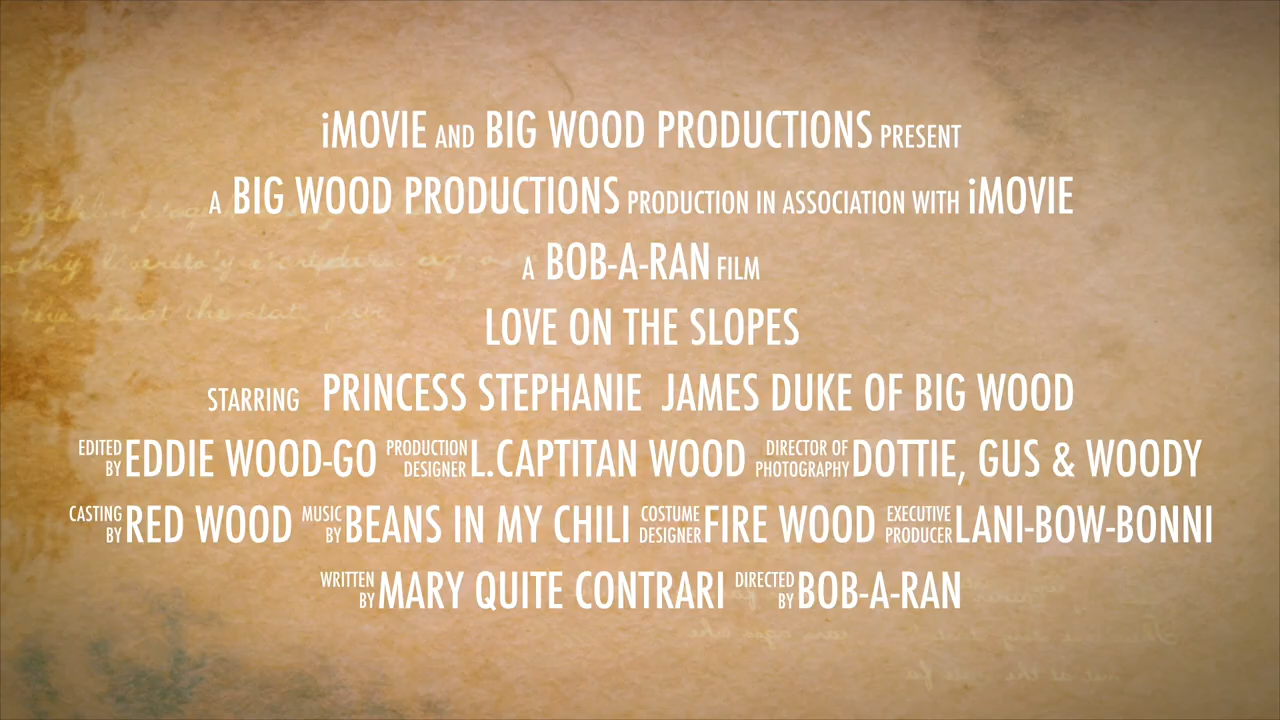 iMOVIE AND BIG WOOD PRODUCTIONS PRESENT
A BIG WOOD PRODUCTIONS PRODUCTION IN ASSOCIATION WITH iMOVIE
A BOB-A-RAN FILM
LOVE ON THE SLOPES
STARRING PRINCESS STEPHANIE JAMES DUKE OF BIG WOOD
EDITED BY EDDIE WOOD-GO PRODUCTION DESIGNER L.CAPTITAN WOOD DIRECTOR OF PHOTOGRAPHY DOTTIE, GUS & WOODY
CASTING BY RED WOOD MUSIC BY BEANS IN MY CHILI COSTUME DESIGNER FIRE WOOD EXECUTIVE PRODUCER LANI-BOW-BONNI
WRITTEN BY MARY QUITE CONTRARI DIRECTED BY BOB-A-RAN